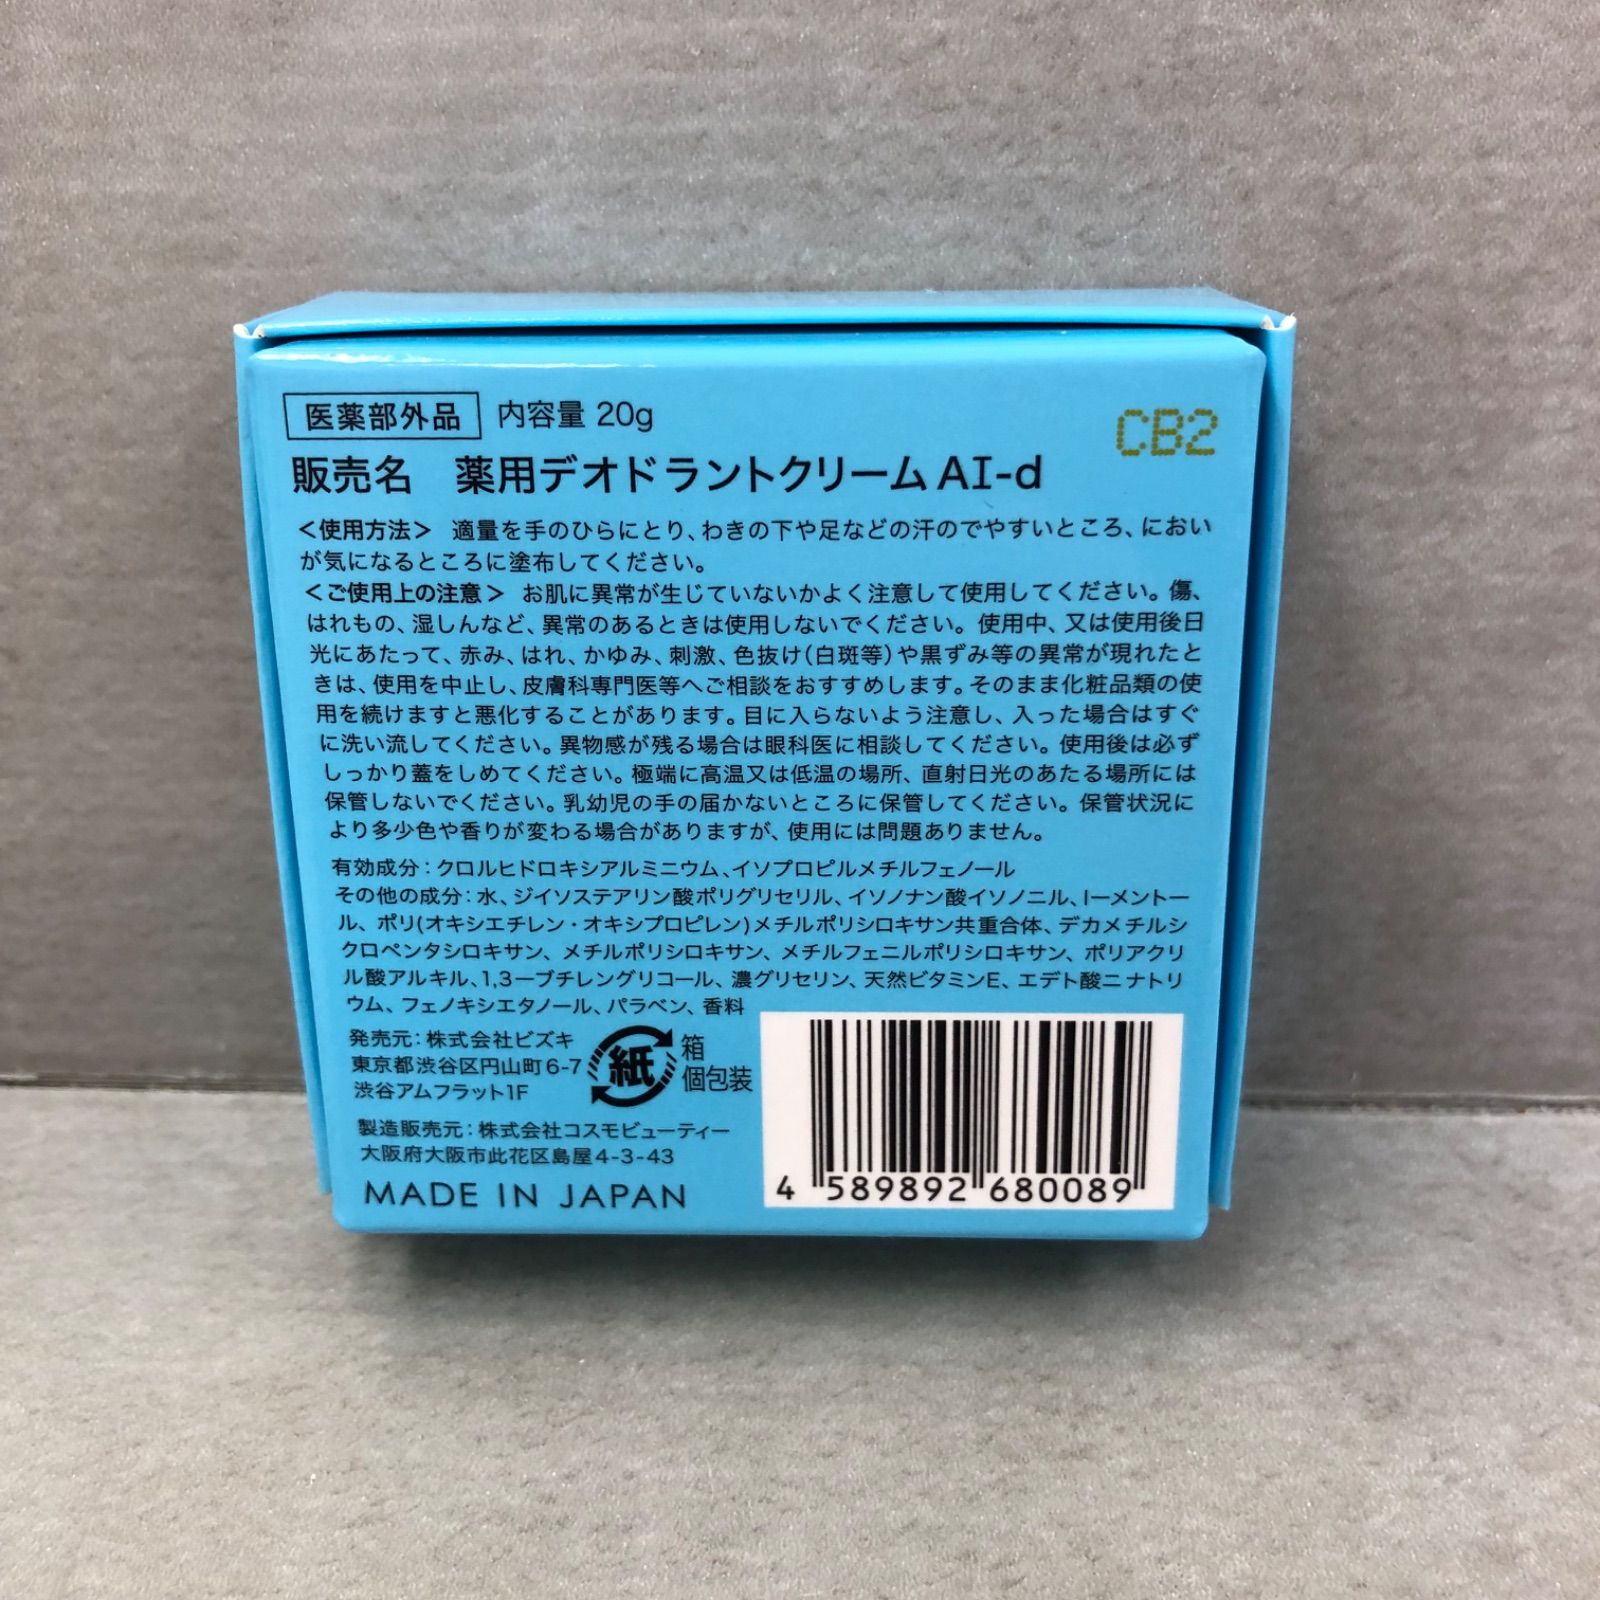 医薬部外品 内容量 20g
CB2
販売名 薬用デオドラントクリーム AI-d
<使用方法> 適量を手のひらにとり、わきの下や足などの汗のでやすいところ、におい
が気になるところに塗布してください。
<ご使用上の注意> お肌に異常が生じていないかよく注意して使用してください。傷、
はれもの、湿しんなど、異常のあるときは使用しないでください。使用中、又は使用後日
光にあたって、赤み、はれ、かゆみ、刺激、色抜け(白斑等)や黒ずみ等の異常が現れたと
きは、使用を中止し、皮膚科専門医等へご相談をおすすめします。そのまま化粧品類の使
用を続けますと悪化することがあります。目に入らないよう注意し、入った場合はすぐ
に洗い流してください。異物感が残る場合は眼科医に相談してください。使用後は必ず
しっかり蓋をしめてください。極端に高温又は低温の場所、直射日光のあたる場所には
保管しないでください。乳幼児の手の届かないところに保管してください。保管状況に
より多少色や香りが変わる場合がありますが、使用には問題ありません。
有効成分:クロルヒドロキシアルミニウム、イソプロピルメチルフェノール
その他の成分:水、ジイソステアリン酸ポリグリセリル、イソノナン酸イソノニル、l-メントー
ル、ポリ(オキシエチレン・オキシプロピレン)メチルポリシロキサン共重合体、デカメチルシ
クロペンタシロキサン、メチルポリシロキサン、メチルフェニルポリシロキサン、ポリアクリ
ル酸アルキル、1,3-ブチレングリコール、濃グリセリン、天然ビタミンE、エデト酸二ナトリ
ウム、フェノキシエタノール、パラベン、香料
発売元:株式会社ビズキ
東京都渋谷区円山町6-7
渋谷アムフラット1F
紙
箱
個包装
製造販売元:株式会社コスモビューティー
大阪府大阪市此花区島屋4-3-43
MADE IN JAPAN
4 589892 680089